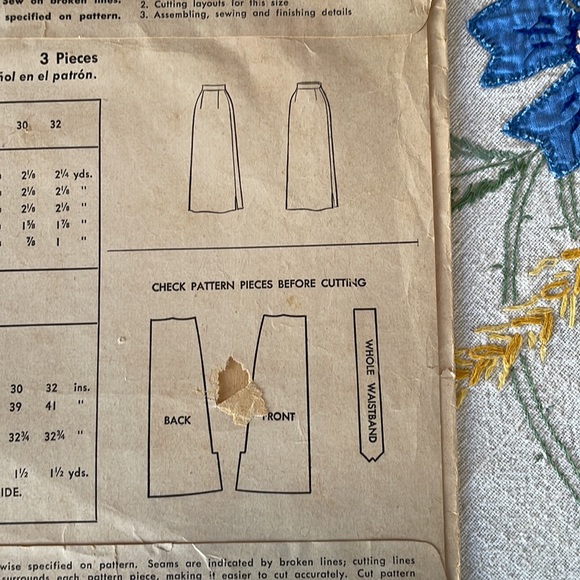 sew on broken lines.
specified on pattern.
2. Cutting layouts for this size
3. Assembling, sewing and finishing details
3 Pieces
ñol en el patrón.
30 32
2⅛ 2¼ yds.
2⅛ 2⅛ "
2⅛ 2⅛ "
1⅝ 1⅞ "
⅞ 1 "
30 32 ins.
39 41 "
32¾ 32¾ "
1½ 1½ yds.
IDE.
CHECK PATTERN PIECES BEFORE CUTTING
BACK
RONT
WHOLE WAISTBAND
wise specified on pattern. Seams are indicated by broken lines; cutting lines
surrounds each pattern piece, making it easier to cut accurately. Cut pattern